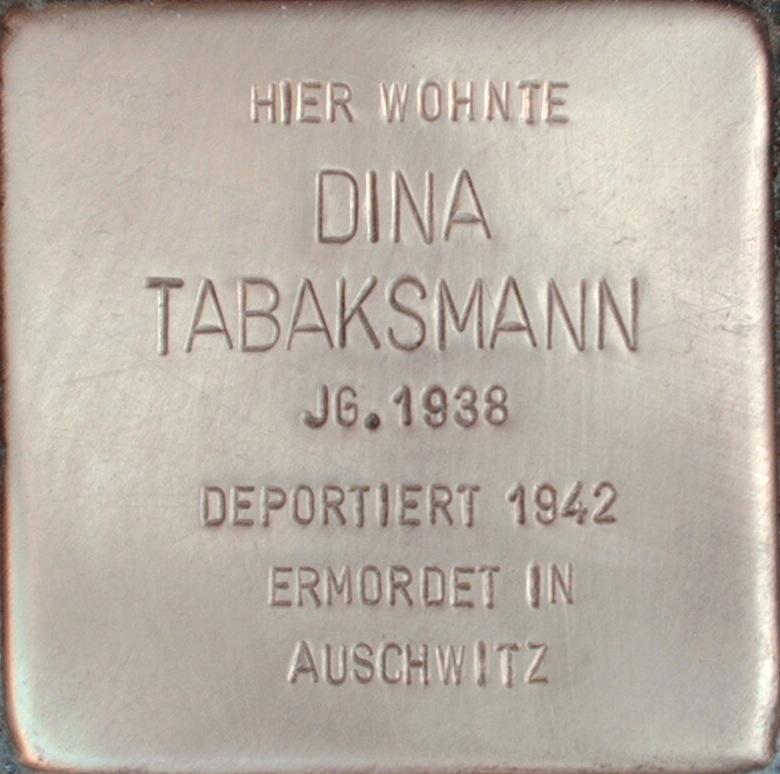 HIER WOHNTE
DINA
TABAKSMANN
JG.1938
DEPORTIERT 1942
ERMORDET IN
AUSCHWITZ